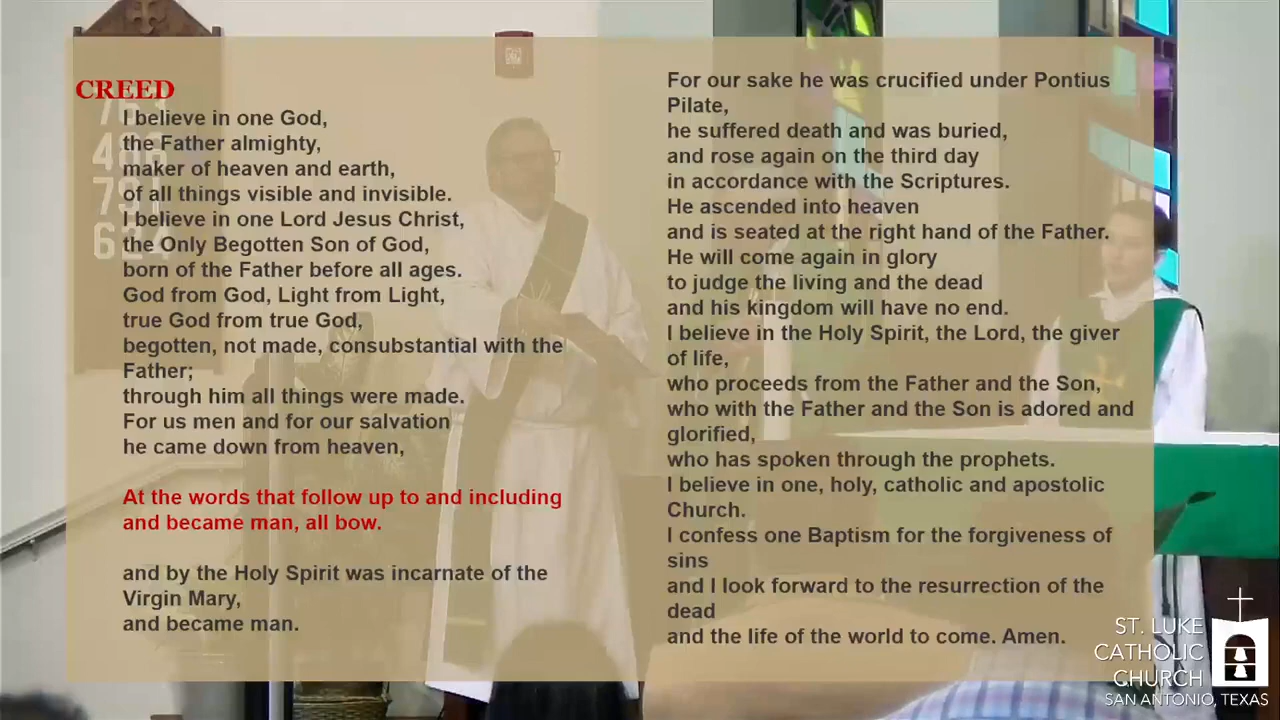 CREED
I believe in one God,
the Father almighty,
maker of heaven and earth,
of all things visible and invisible.
I believe in one Lord Jesus Christ,
the Only Begotten Son of God,
born of the Father before all ages.
God from God, Light from Light,
true God from true God,
begotten, not made, consubstantial with the
Father;
through him all things were made.
For us men and for our salvation
he came down from heaven,
At the words that follow up to and including
and became man, all bow.
and by the Holy Spirit was incarnate of the
Virgin Mary,
and became man.
For our sake he was crucified under Pontius
Pilate,
he suffered death and was buried,
and rose again on the third day
in accordance with the Scriptures.
He ascended into heaven
and is seated at the right hand of the Father.
He will come again in glory
to judge the living and the dead
and his kingdom will have no end.
I believe in the Holy Spirit, the Lord, the giver
of life,
who proceeds from the Father and the Son,
who with the Father and the Son is adored and
glorified,
who has spoken through the prophets.
I believe in one, holy, catholic and apostolic
Church.
I confess one Baptism for the forgiveness of
sins
and I look forward to the resurrection of the
dead
and the life of the world to come. Amen.
624
ST. LUKE
CATHOLIC
CHURCH
SAN ANTONIO, TEXAS